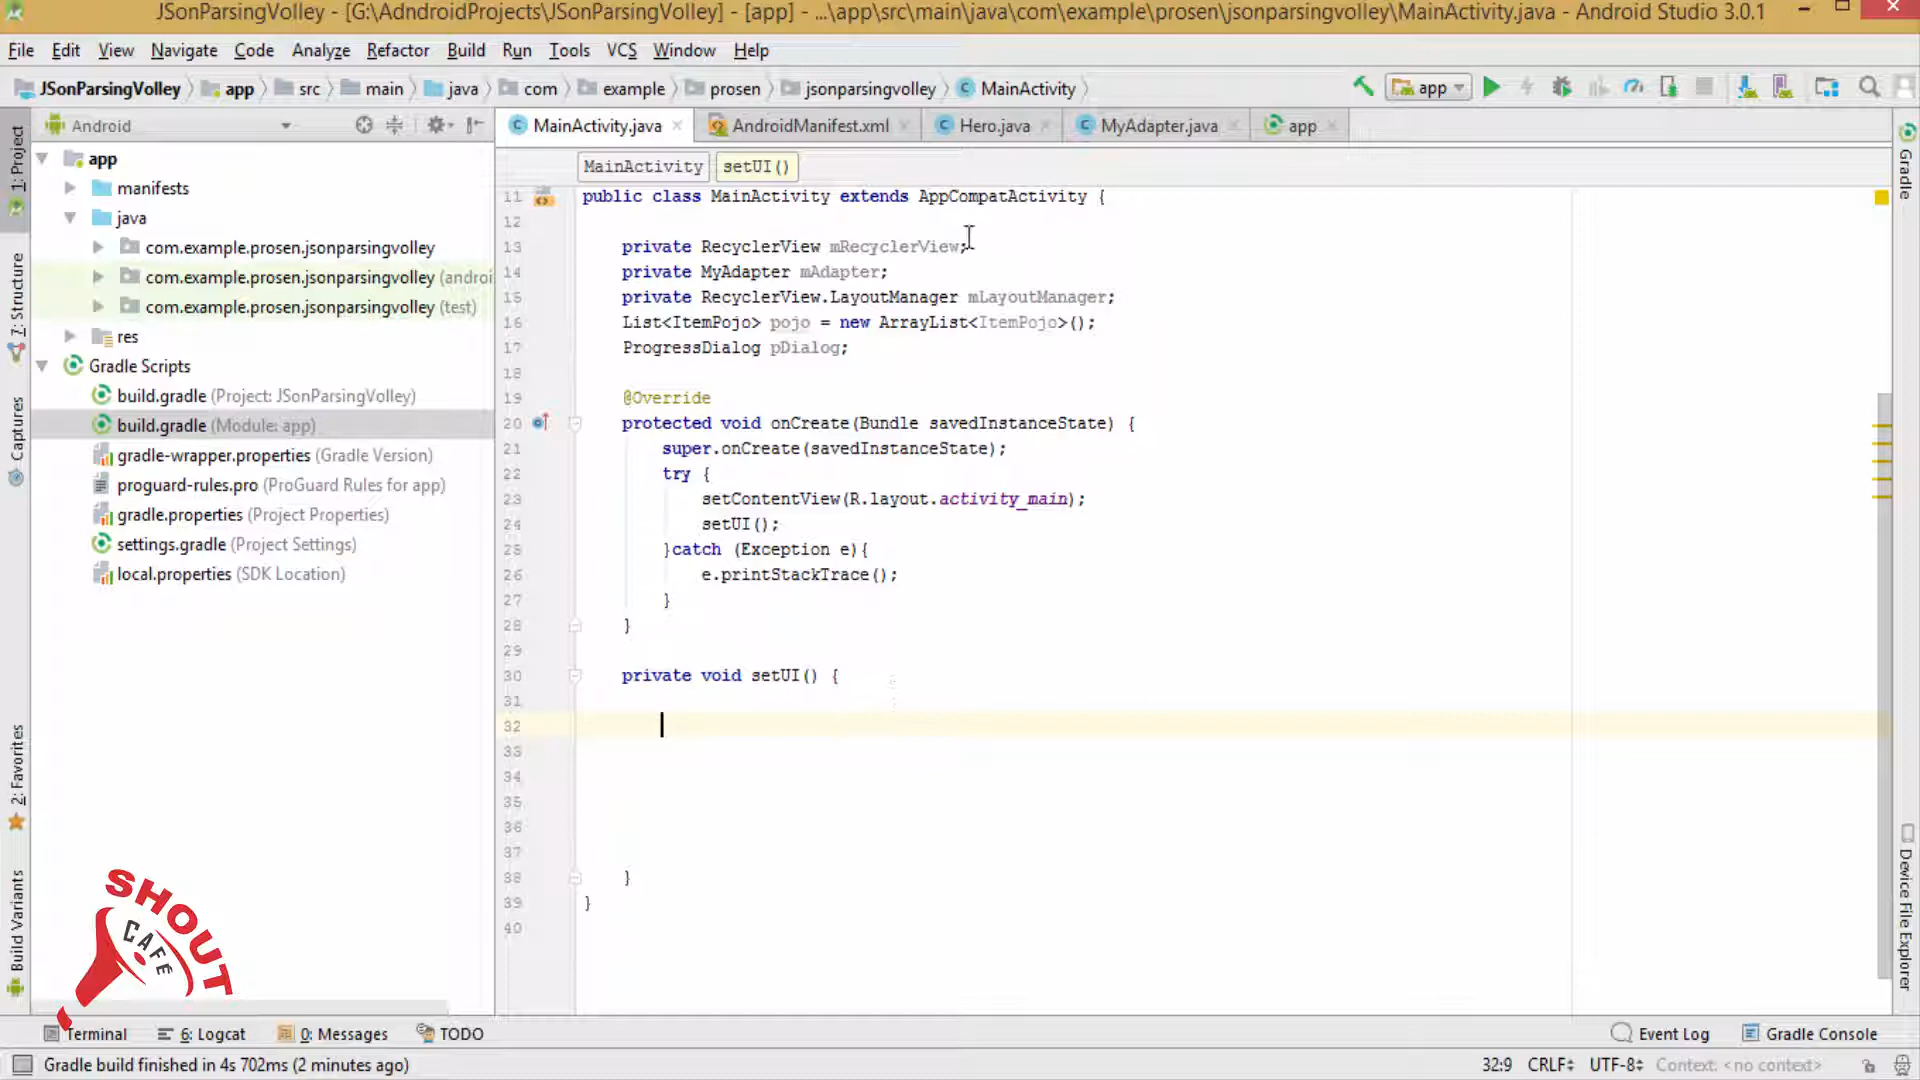 JSonParsingVolley - [G:\AdndroidProjects\JSonParsingVolley] - [app] - ...\app\src\main\java\com\example\prosen\jsonparsingvolley\MainActivity.java - Android Studio 3.0.1
File Edit View Navigate Code Analyze Refactor Build Run Tools VCS Window Help
JSonParsingVolley app src main java com example prosen jsonparsingvolley MainActivity app
Android MainActivity.java AndroidManifest.xml Hero.java MyAdapter.java app
MainActivity setUI()
1: Project
7: Structure
Captures
2: Favorites
Build Variants
app
manifests
java
com.example.prosen.jsonparsingvolley
com.example.prosen.jsonparsingvolley (androi
com.example.prosen.jsonparsingvolley (test)
res
Gradle Scripts
build.gradle (Project: JSonParsingVolley)
build.gradle (Module: app)
gradle-wrapper.properties (Gradle Version)
proguard-rules.pro (ProGuard Rules for app)
gradle.properties (Project Properties)
settings.gradle (Project Settings)
local.properties (SDK Location)
11 public class MainActivity extends AppCompatActivity {
12
13 private RecyclerView mRecyclerView;
14 private MyAdapter mAdapter;
15 private RecyclerView.LayoutManager mLayoutManager;
16 List<ItemPojo> pojo = new ArrayList<ItemPojo>();
17 ProgressDialog pDialog;
18
19 @Override
20 protected void onCreate(Bundle savedInstanceState) {
21 super.onCreate(savedInstanceState);
22 try {
23 setContentView(R.layout.activity_main);
24 setUI();
25 }catch (Exception e){
26 e.printStackTrace();
27 }
28 }
29
30 private void setUI() {
31
32
33
34
35
36
37
38 }
39 }
40
Gradle
Device File Explorer
SHOUT
CAFE
Terminal 6: Logcat 0: Messages TODO Event Log Gradle Console
Gradle build finished in 4s 702ms (2 minutes ago) 32:9 CRLF UTF-8 Context: <no context>